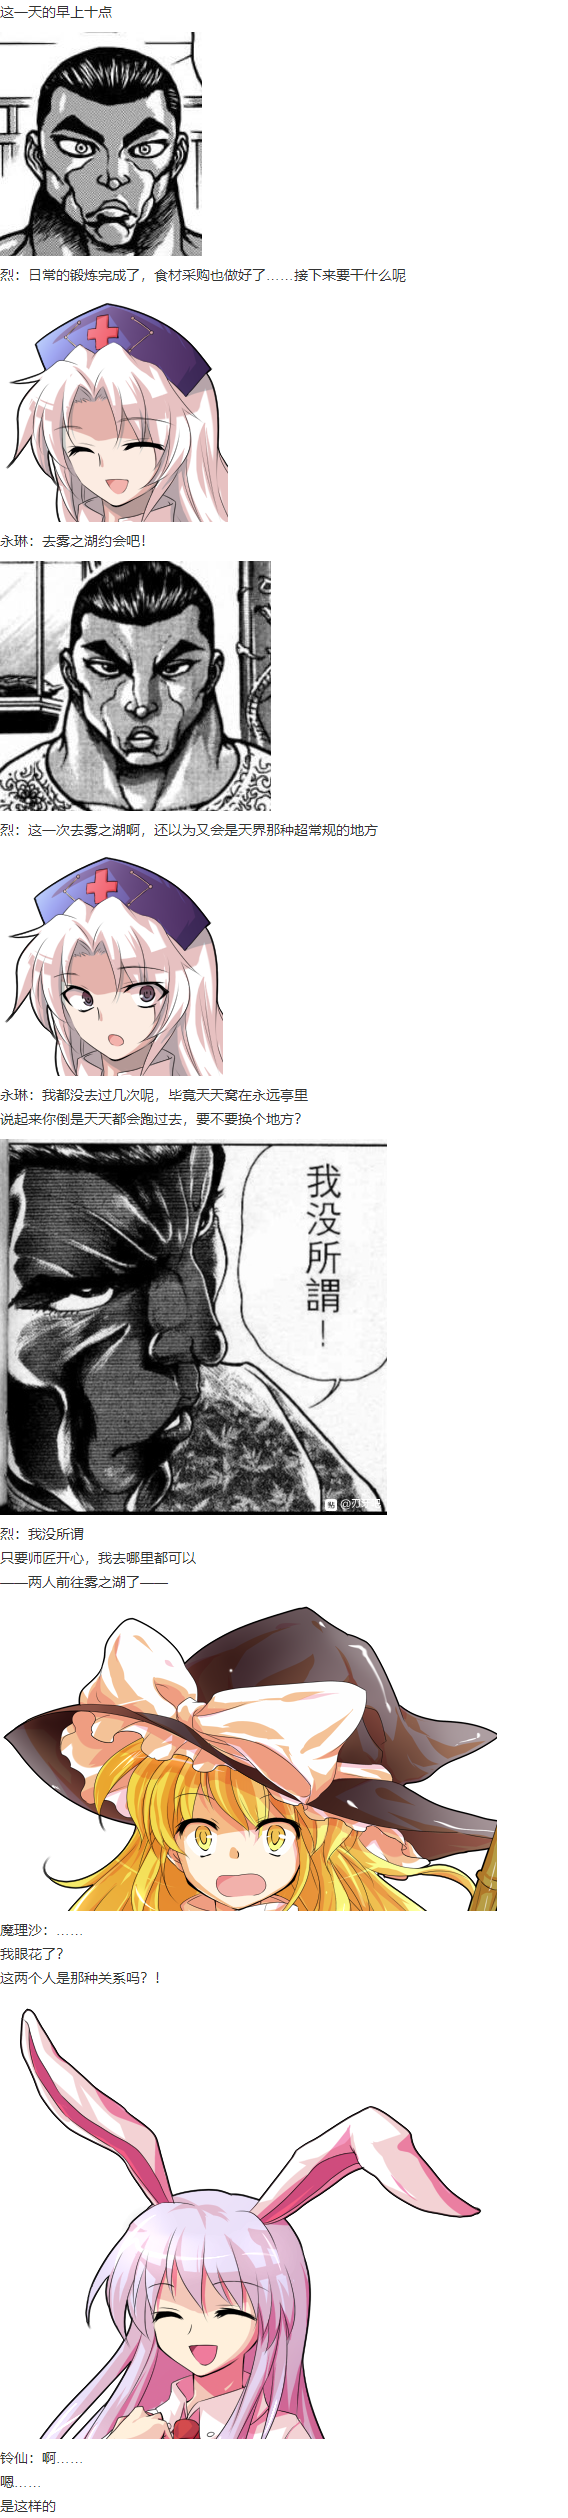 这一天的早上十点
烈：日常的锻炼完成了，食材采购也做好了……接下来要干什么呢
永琳：去雾之湖约会吧！
烈：这一次去雾之湖啊，还以为又会是天界那种超常规的地方
永琳：我都没去过几次呢，毕竟天天窝在永远亭里
说起来你倒是天天都会跑过去，要不要换个地方？
我没所謂！
烈：我没所谓
只要师匠开心，我去哪里都可以
——两人前往雾之湖了——
魔理沙：……
我眼花了？
这两个人是那种关系吗？！
铃仙：啊……
嗯……
是这样的